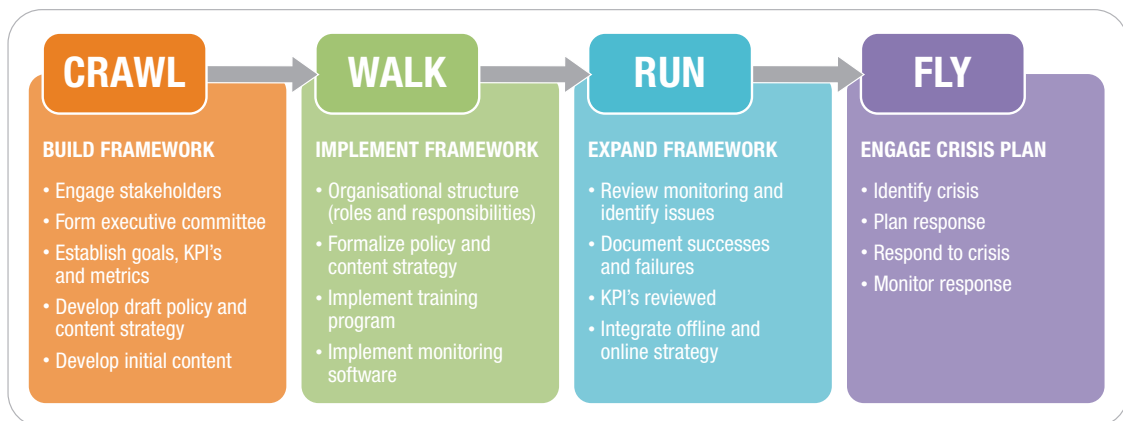 CRAWL
BUILD FRAMEWORK
• Engage stakeholders
• Form executive committee
• Establish goals, KPI's
and metrics
• Develop draft policy and
content strategy
• Develop initial content
WALK
IMPLEMENT FRAMEWORK
• Organisational structure
(roles and responsibilities)
• Formalize policy and
content strategy
• Implement training
program
• Implement monitoring
software
RUN
EXPAND FRAMEWORK
• Review monitoring and
identify issues
• Document successes
and failures
• KPI's reviewed
• Integrate offline and
online strategy
FLY
ENGAGE CRISIS PLAN
• Identify crisis
• Plan response
• Respond to crisis
• Monitor response